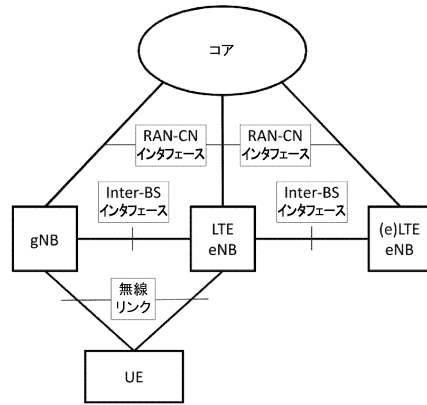 コア
RAN-CN
インタフェース
RAN-CN
インタフェース
Inter-BS
インタフェース
Inter-BS
インタフェース
gNB
LTE
eNB
(e)LTE
eNB
無線
リンク
UE